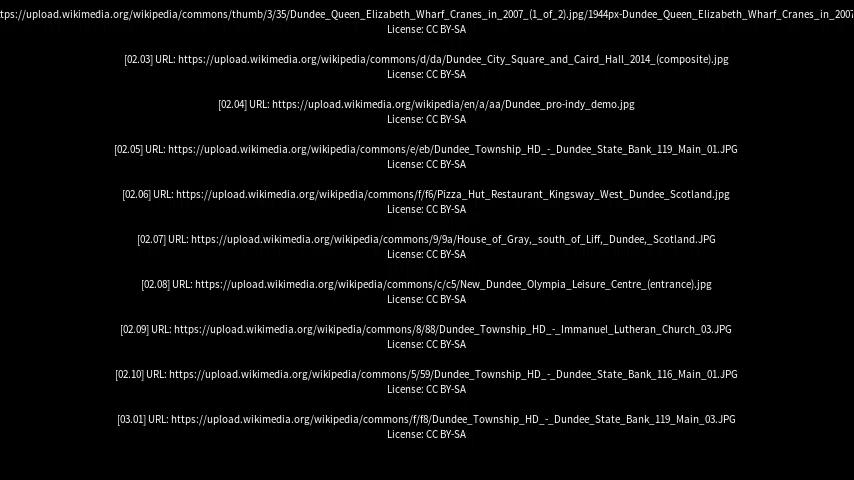 tps://upload.wikimedia.org/wikipedia/commons/thumb/3/35/Dundee_Queen_Elizabeth_Wharf_Cranes_in_2007_(1_of_2).jpg/1944px-Dundee_Queen_Elizabeth_Wharf_Cranes_in_2007
License: CC BY-SA
[02.03] URL: https://upload.wikimedia.org/wikipedia/commons/d/da/Dundee_City_Square_and_Caird_Hall_2014_(composite).jpg
License: CC BY-SA
[02.04] URL: https://upload.wikimedia.org/wikipedia/en/a/aa/Dundee_pro-indy_demo.jpg
License: CC BY-SA
[02.05] URL: https://upload.wikimedia.org/wikipedia/commons/e/eb/Dundee_Township_HD_-_Dundee_State_Bank_119_Main_01.JPG
License: CC BY-SA
[02.06] URL: https://upload.wikimedia.org/wikipedia/commons/f/f6/Pizza_Hut_Restaurant_Kingsway_West_Dundee_Scotland.jpg
License: CC BY-SA
[02.07] URL: https://upload.wikimedia.org/wikipedia/commons/9/9a/House_of_Gray,_south_of_Liff,_Dundee,_Scotland.JPG
License: CC BY-SA
[02.08] URL: https://upload.wikimedia.org/wikipedia/commons/c/c5/New_Dundee_Olympia_Leisure_Centre_(entrance).jpg
License: CC BY-SA
[02.09] URL: https://upload.wikimedia.org/wikipedia/commons/8/88/Dundee_Township_HD_-_Immanuel_Lutheran_Church_03.JPG
License: CC BY-SA
[02.10] URL: https://upload.wikimedia.org/wikipedia/commons/5/59/Dundee_Township_HD_-_Dundee_State_Bank_116_Main_01.JPG
License: CC BY-SA
[03.01] URL: https://upload.wikimedia.org/wikipedia/commons/f/f8/Dundee_Township_HD_-_Dundee_State_Bank_119_Main_03.JPG
License: CC BY-SA